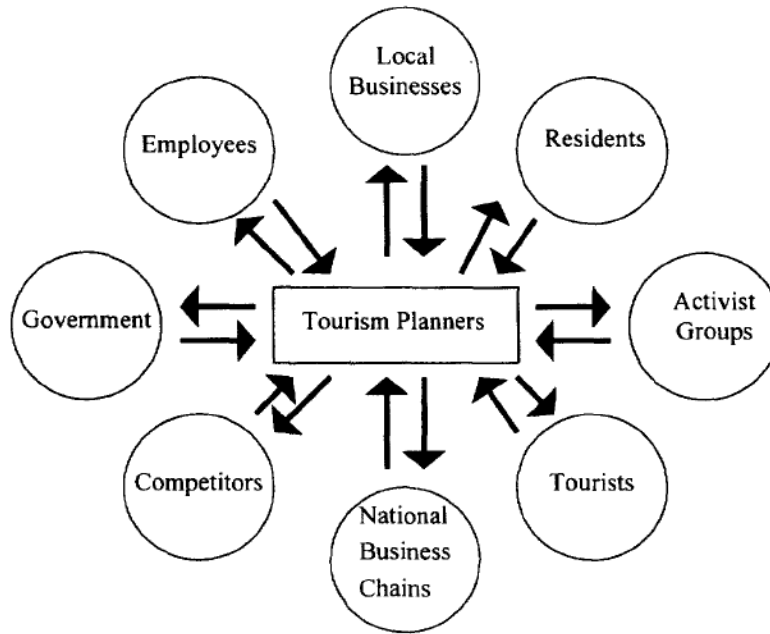 Local
Businesses
Employees
Residents
Government
Tourism Planners
Activist
Groups
Competitors
Tourists
National
Business
Chains